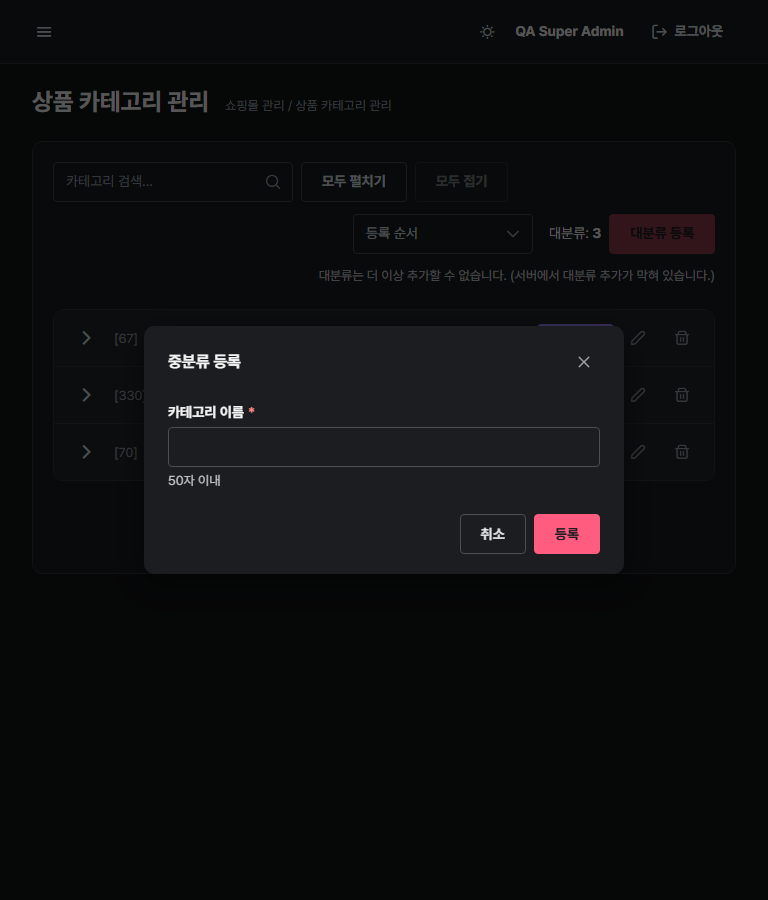 QA Super Admin 로그아웃
상품 카테고리 관리 쇼핑몰 관리 / 상품 카테고리 관리
카테고리 검색... 모두 펼치기 모두 접기
등록 순서 대분류: 3 대분류 등록
대분류는 더 이상 추가할 수 없습니다. (서버에서 대분류 추가가 막혀 있습니다.)
[67]
[330]
[70]
중분류 등록
카테고리 이름 *
50자 이내
취소 등록